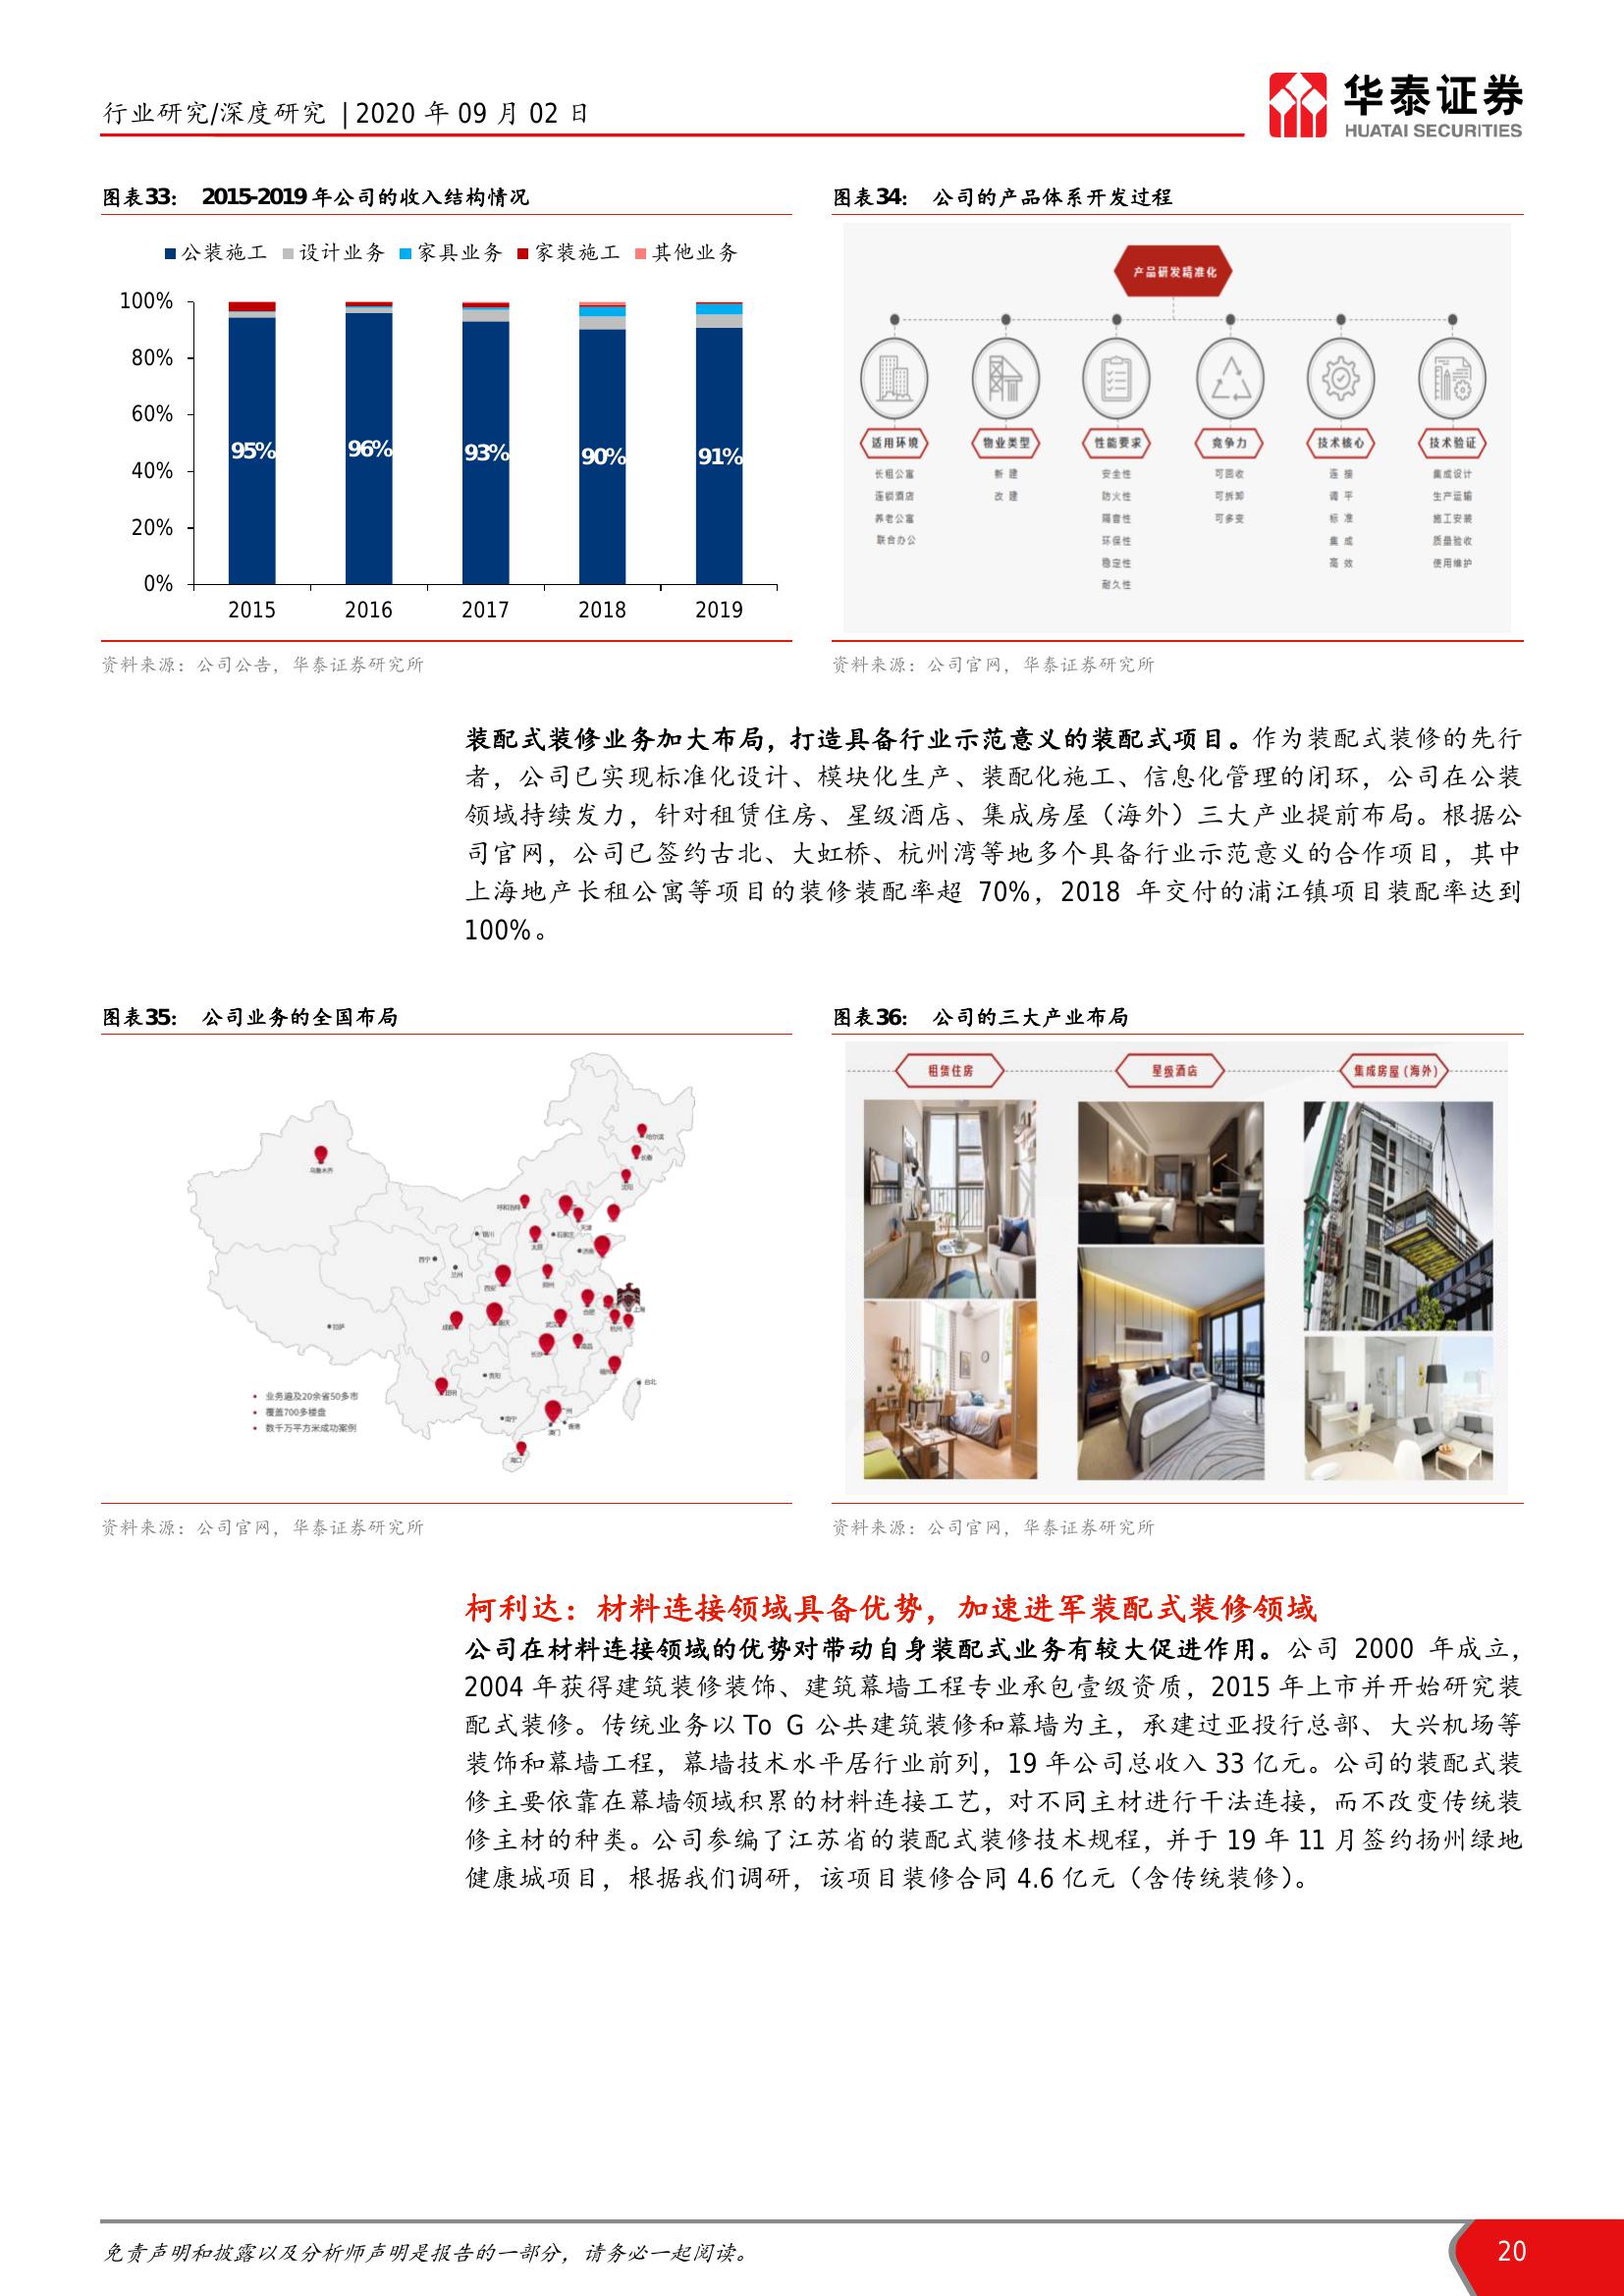 行业研究/深度研究 | 2020 年 09 月 02 日
华泰证券
HUATAI SECURITIES
图表33： 2015-2019年公司的收入结构情况
公装施工 设计业务 家具业务 家装施工 其他业务
100%
80%
60%
40%
20%
0%
95% 96% 93% 90% 91%
2015 2016 2017 2018 2019
资料来源：公司公告，华泰证券研究所
图表34： 公司的产品体系开发过程
产品研发精准化
适用环境 物业类型 性能要求 竞争力 技术核心 技术验证
长租公寓 新 建 安全性 可回收 连 接 集成设计
连锁酒店 改 建 防火性 可拆卸 调 平 生产运输
养老公寓 隔音性 可多变 标 准 施工安装
联合办公 环保性 集 成 质量验收
稳定性 高 效 使用维护
耐久性
资料来源：公司官网，华泰证券研究所
装配式装修业务加大布局，打造具备行业示范意义的装配式项目。作为装配式装修的先行
者，公司已实现标准化设计、模块化生产、装配化施工、信息化管理的闭环，公司在公装
领域持续发力，针对租赁住房、星级酒店、集成房屋（海外）三大产业提前布局。根据公
司官网，公司已签约古北、大虹桥、杭州湾等地多个具备行业示范意义的合作项目，其中
上海地产长租公寓等项目的装修装配率超 70%，2018 年交付的浦江镇项目装配率达到
100%。
图表35： 公司业务的全国布局
哈尔滨
长春
沈阳
乌鲁木齐
呼和浩特
天津
银川
石家庄
太原
济南
西宁
兰州
西安
郑州
合肥
上海
拉萨
成都
重庆
武汉
杭州
长沙
南昌
福州
贵阳
台北
昆明
南宁
广州
香港
澳门
海口
业务遍及20余省50多市
覆盖700多楼盘
数千万平方米成功案例
资料来源：公司官网，华泰证券研究所
图表36： 公司的三大产业布局
租赁住房 星级酒店 集成房屋（海外）
资料来源：公司官网，华泰证券研究所
柯利达：材料连接领域具备优势，加速进军装配式装修领域
公司在材料连接领域的优势对带动自身装配式业务有较大促进作用。公司 2000 年成立，
2004 年获得建筑装修装饰、建筑幕墙工程专业承包壹级资质，2015 年上市并开始研究装
配式装修。传统业务以 To G 公共建筑装修和幕墙为主，承建过亚投行总部、大兴机场等
装饰和幕墙工程，幕墙技术水平居行业前列，19 年公司总收入 33 亿元。公司的装配式装
修主要依靠在幕墙领域积累的材料连接工艺，对不同主材进行干法连接，而不改变传统装
修主材的种类。公司参编了江苏省的装配式装修技术规程，并于 19 年 11 月签约扬州绿地
健康城项目，根据我们调研，该项目装修合同 4.6 亿元（含传统装修）。
免责声明和披露以及分析师声明是报告的一部分，请务必一起阅读。
20